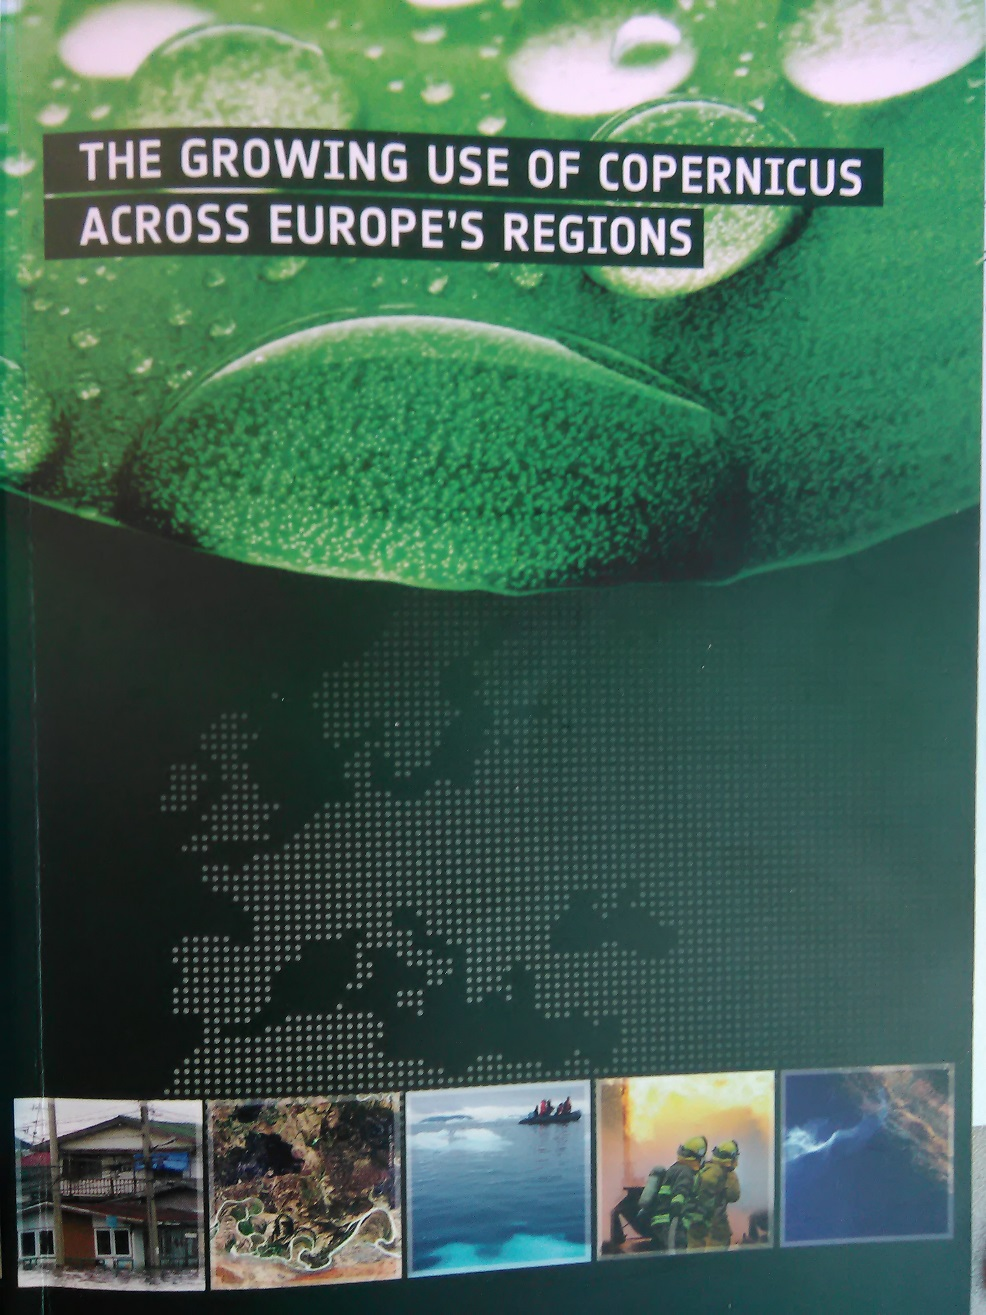 THE GROWING USE OF COPERNICUS
ACROSS EUROPE'S REGIONS